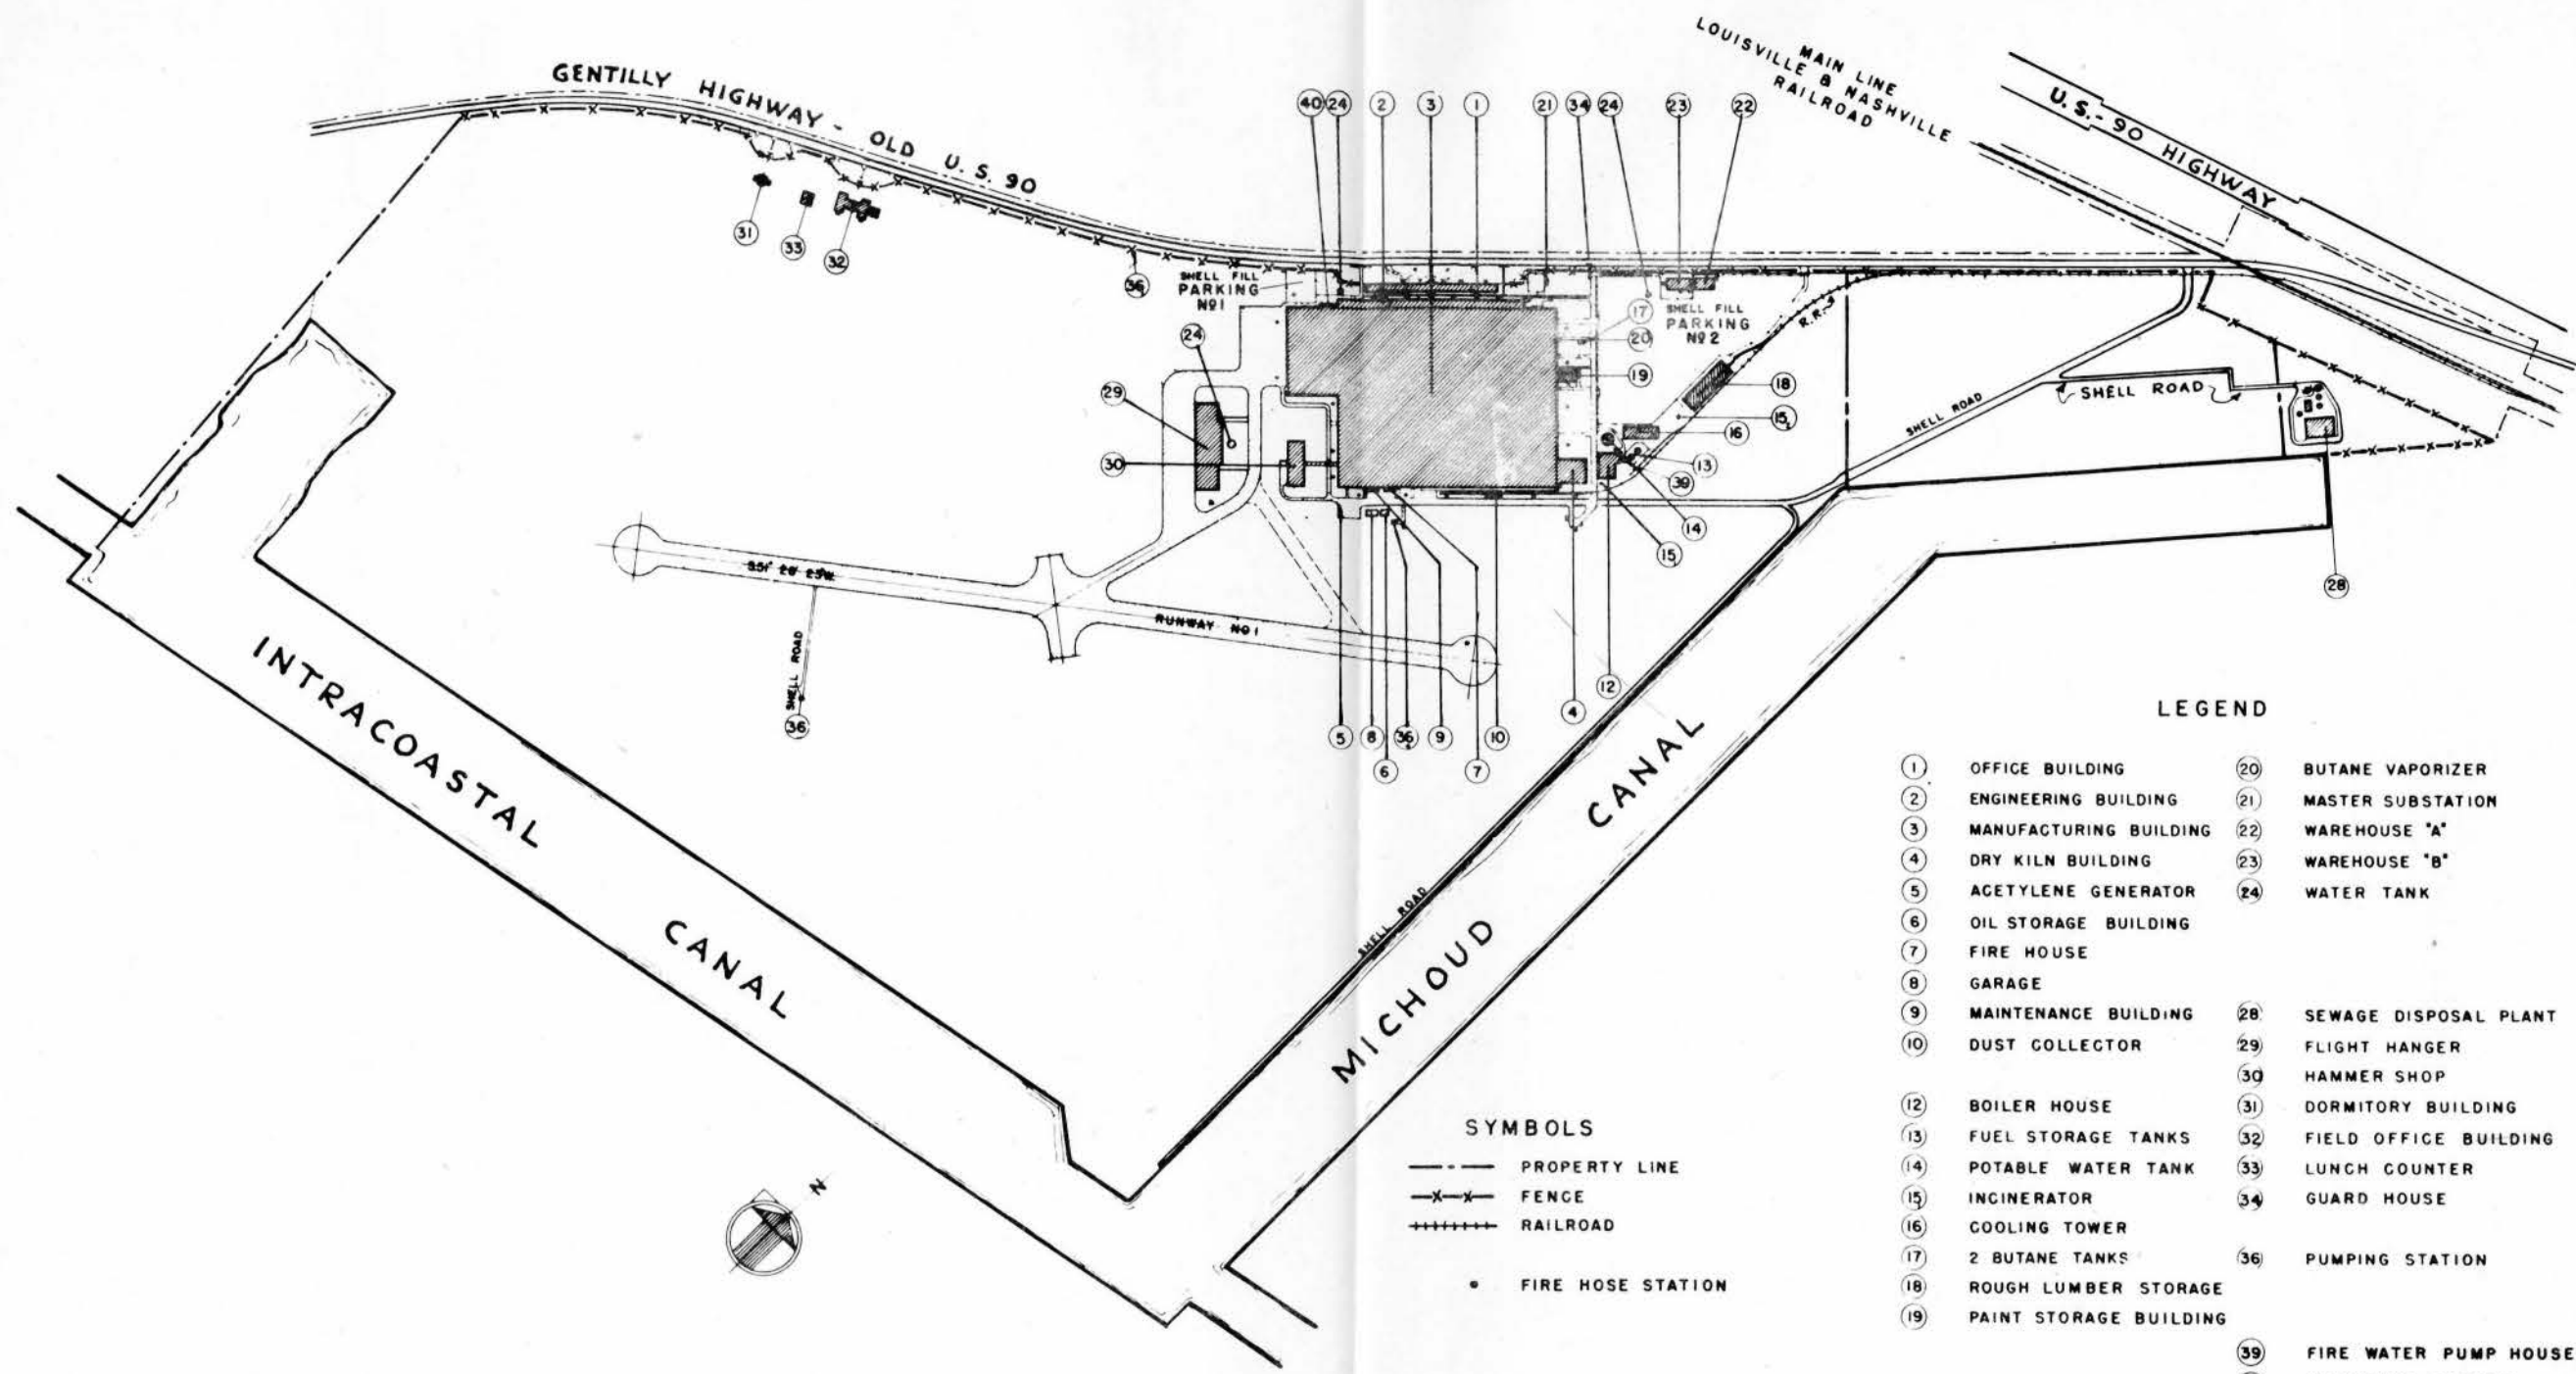 GENTILLY HIGHWAY - OLD U. S. 90
MAIN LINE
LOUISVILLE & NASHVILLE
RAILROAD
U. S. - 90 HIGHWAY
40 24 2 3 1 21 34 24 23 22
31 33 32
36
SHELL FILL
PARKING
Nº 1
17
SHELL FILL
PARKING
Nº 2
R.R.
20
24
19
18
29
SHELL ROAD
SHELL ROAD
15
16
30
13
39
14
15
28
S51° 28' 25"W.
RUNWAY NO 1
SHELL ROAD
36
12
4
5 8 36 9 10
6 7
INTRACOASTAL CANAL
MICHOUD CANAL
SHELL ROAD
N
SYMBOLS
PROPERTY LINE
FENCE
RAILROAD
FIRE HOSE STATION
LEGEND
1 OFFICE BUILDING
2 ENGINEERING BUILDING
3 MANUFACTURING BUILDING
4 DRY KILN BUILDING
5 ACETYLENE GENERATOR
6 OIL STORAGE BUILDING
7 FIRE HOUSE
8 GARAGE
9 MAINTENANCE BUILDING
10 DUST COLLECTOR
12 BOILER HOUSE
13 FUEL STORAGE TANKS
14 POTABLE WATER TANK
15 INCINERATOR
16 COOLING TOWER
17 2 BUTANE TANKS
18 ROUGH LUMBER STORAGE
19 PAINT STORAGE BUILDING
20 BUTANE VAPORIZER
21 MASTER SUBSTATION
22 WAREHOUSE "A"
23 WAREHOUSE "B"
24 WATER TANK
28 SEWAGE DISPOSAL PLANT
29 FLIGHT HANGER
30 HAMMER SHOP
31 DORMITORY BUILDING
32 FIELD OFFICE BUILDING
33 LUNCH COUNTER
34 GUARD HOUSE
36 PUMPING STATION
39 FIRE WATER PUMP HOUSE